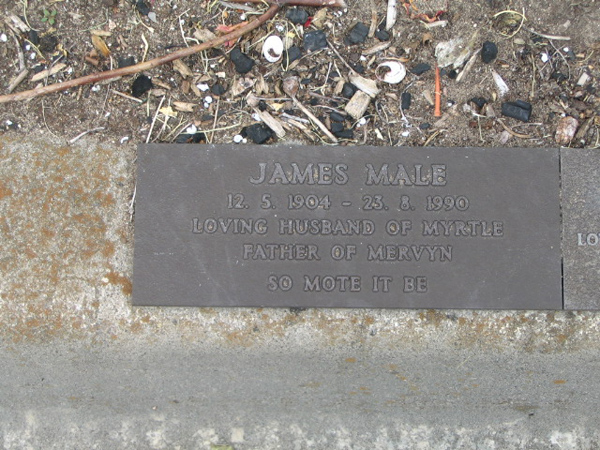 JAMES MALE
12. 5. 1904 - 23. 8. 1990
LOVING HUSBAND OF MYRTLE
FATHER OF MERVYN
SO MOTE IT BE